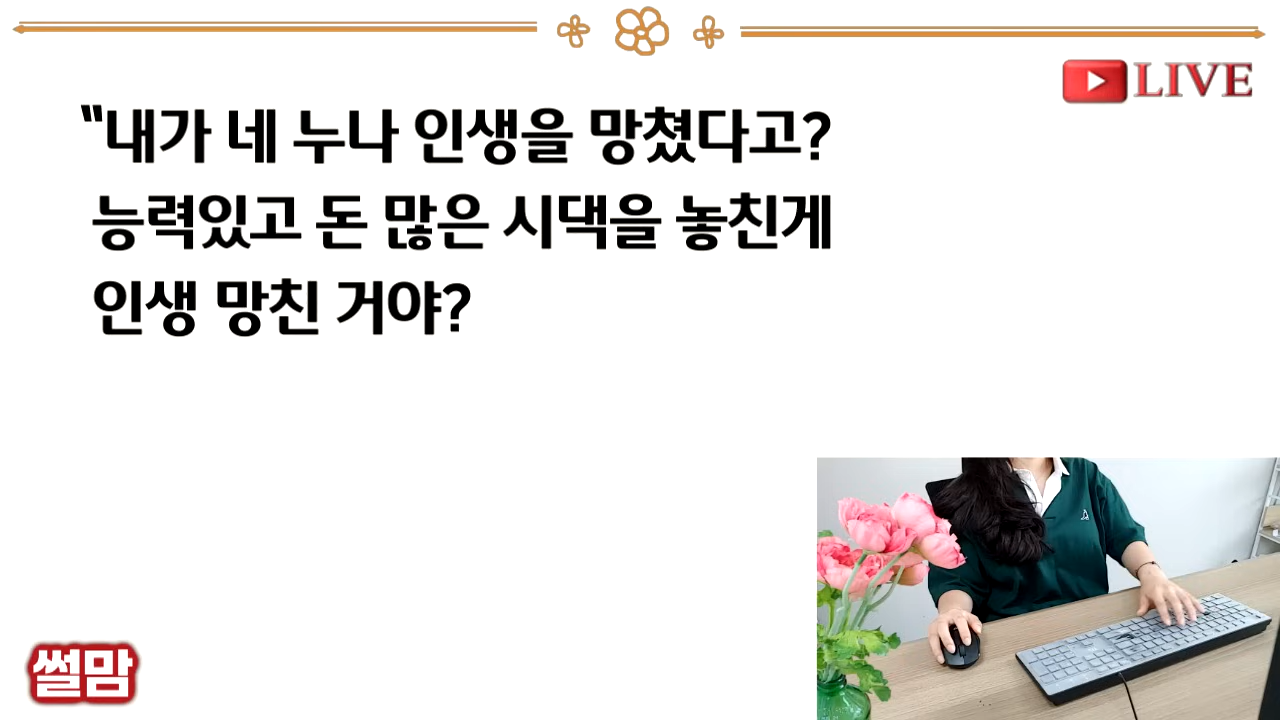 LIVE
“내가 네 누나 인생을 망쳤다고?
능력있고 돈 많은 시댁을 놓친게
인생 망친 거야?
썰맘